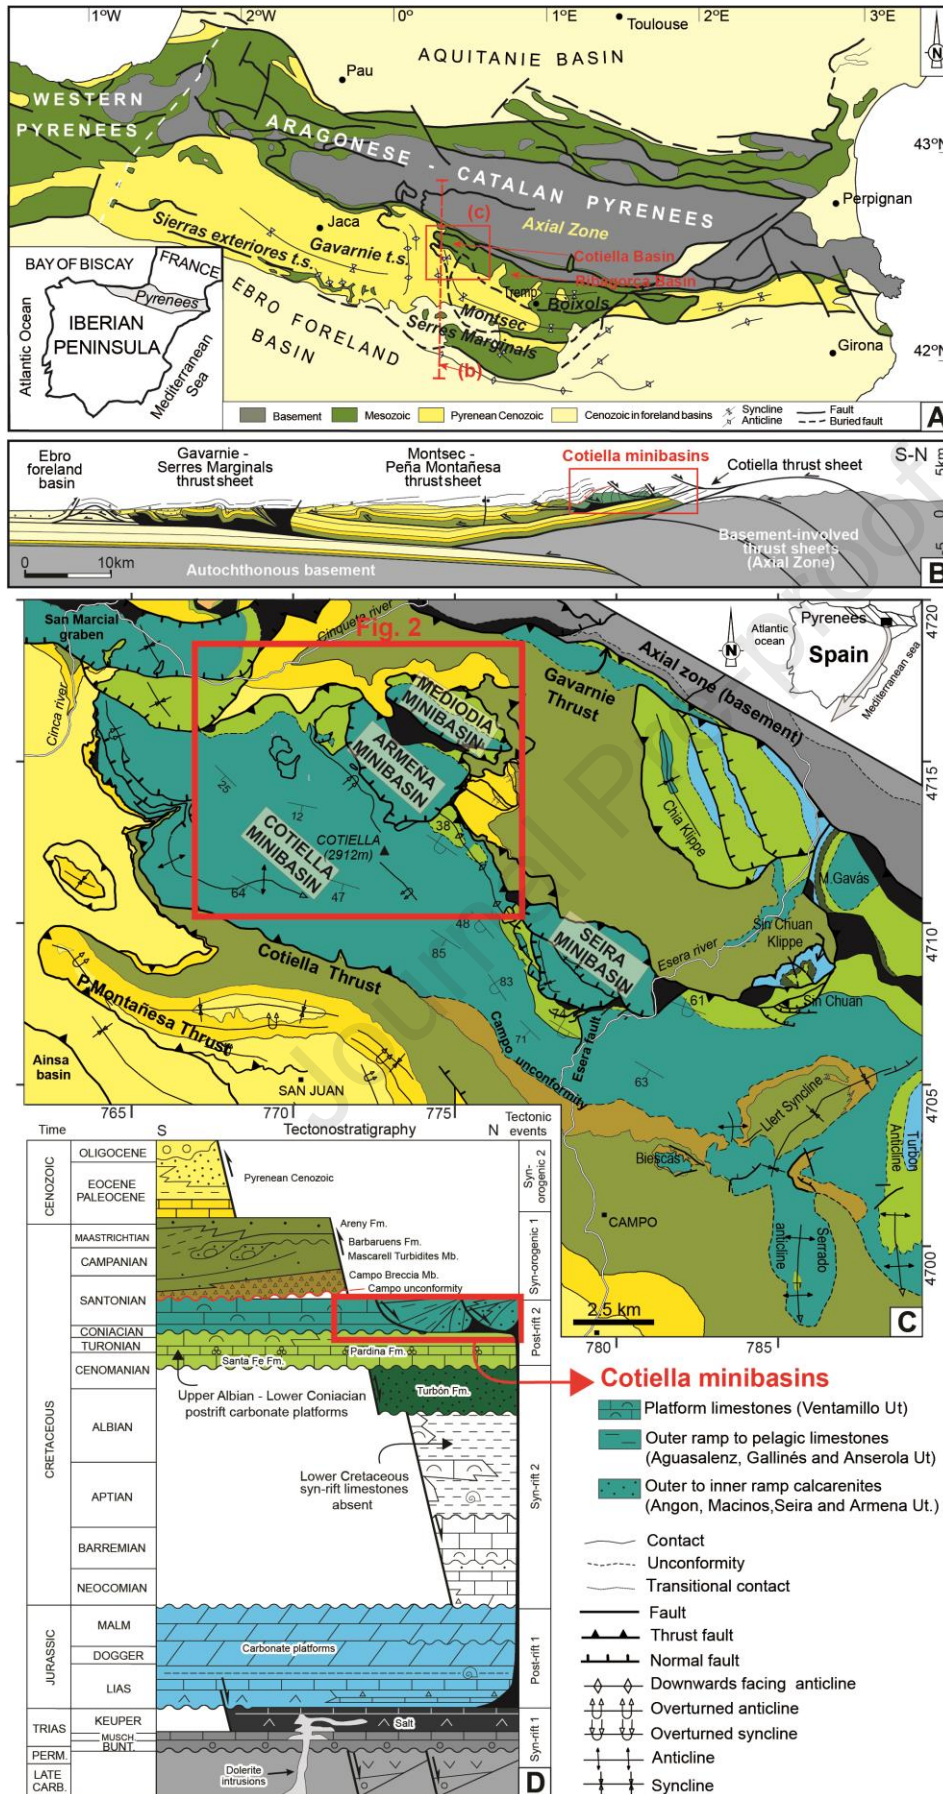 1ºW
2ºW
0º
1ºE
2ºE
3ºE
Toulouse
N
AQUITANIE BASIN
Pau
WESTERN
PYRENEES
ARAGONESE - CATALAN PYRENEES
43ºN
Perpignan
(c)
Axial Zone
Jaca
Gavarnie t.s.
Sierras exteriores t.s.
Cotiella Basin
Ribagorça Basin
Tremp
Boixols
Montsec
Serres Marginals
EBRO FORELAND
BASIN
(b)
Girona
42ºN
BAY OF BISCAY
FRANCE
Pyrenees
IBERIAN
PENINSULA
Atlantic Ocean
Mediterranean
Sea
Basement
Mesozoic
Pyrenean Cenozoic
Cenozoic in foreland basins
Syncline
Anticline
Fault
Buried fault
A
Ebro
foreland
basin
Gavarnie -
Serres Marginals
thrust sheet
Montsec -
Peña Montañesa
thrust sheet
Cotiella minibasins
Cotiella thrust sheet
S-N
5km
0
-5
0 10km
Autochthonous basement
Basement-involved
thrust sheets
(Axial Zone)
B
San Marcial
graben
Cinqueta river
Fig. 2
Cinca river
MEDIODIA
MINIBASIN
ARMENA
MINIBASIN
COTIELLA
MINIBASIN
COTIELLA
(2912m)
25
12
38
64
47
48
85
83
74
71
63
61
Gavarnie
Thrust
Axial zone (basement)
N
Atlantic
ocean
Pyrenees
Spain
Mediterranean sea
4720
4715
4710
4705
4700
Chia Klippe
M.Gavás
Sin Chuan
Klippe
Sin Chuan
SEIRA
MINIBASIN
Esera river
Esera fault
Cotiella Thrust
P.Montañesa Thrust
Campo unconformity
Ainsa
basin
SAN JUAN
Llert Syncline
Turbón
Anticline
Biescas
CAMPO
Serrado
anticline
2.5 km
C
765
770
775
780
785
Journal Pre-proof
Time
S
Tectonostratigraphy
N
Tectonic
events
CENOZOIC
OLIGOCENE
EOCENE
PALEOCENE
Pyrenean Cenozoic
Syn-
orogenic 2
CRETACEOUS
MAASTRICHTIAN
CAMPANIAN
SANTONIAN
CONIACIAN
TURONIAN
CENOMANIAN
ALBIAN
APTIAN
BARREMIAN
NEOCOMIAN
Areny Fm.
Barbaruens Fm.
Mascarell Turbidites Mb.
Campo Breccia Mb.
Campo unconformity
Syn-orogenic 1
Post-rift 2
Pardina Fm.
Santa Fe Fm.
Turbón Fm.
Upper Albian - Lower Coniacian
postrift carbonate platforms
Lower Cretaceous
syn-rift limestones
absent
Syn-rift 2
JURASSIC
MALM
DOGGER
LIAS
Carbonate platforms
Post-rift 1
TRIAS
KEUPER
MUSCH
BUNT.
Salt
Syn-rift 1
PERM.
LATE
CARB.
Dolerite
intrusions
D
Cotiella minibasins
Platform limestones (Ventamillo Ut)
Outer ramp to pelagic limestones
(Aguasalenz, Gallinés and Anserola Ut)
Outer to inner ramp calcarenites
(Angon, Macinos,Seira and Armena Ut.)
Contact
Unconformity
Transitional contact
Fault
Thrust fault
Normal fault
Downwards facing anticline
Overturned anticline
Overturned syncline
Anticline
Syncline